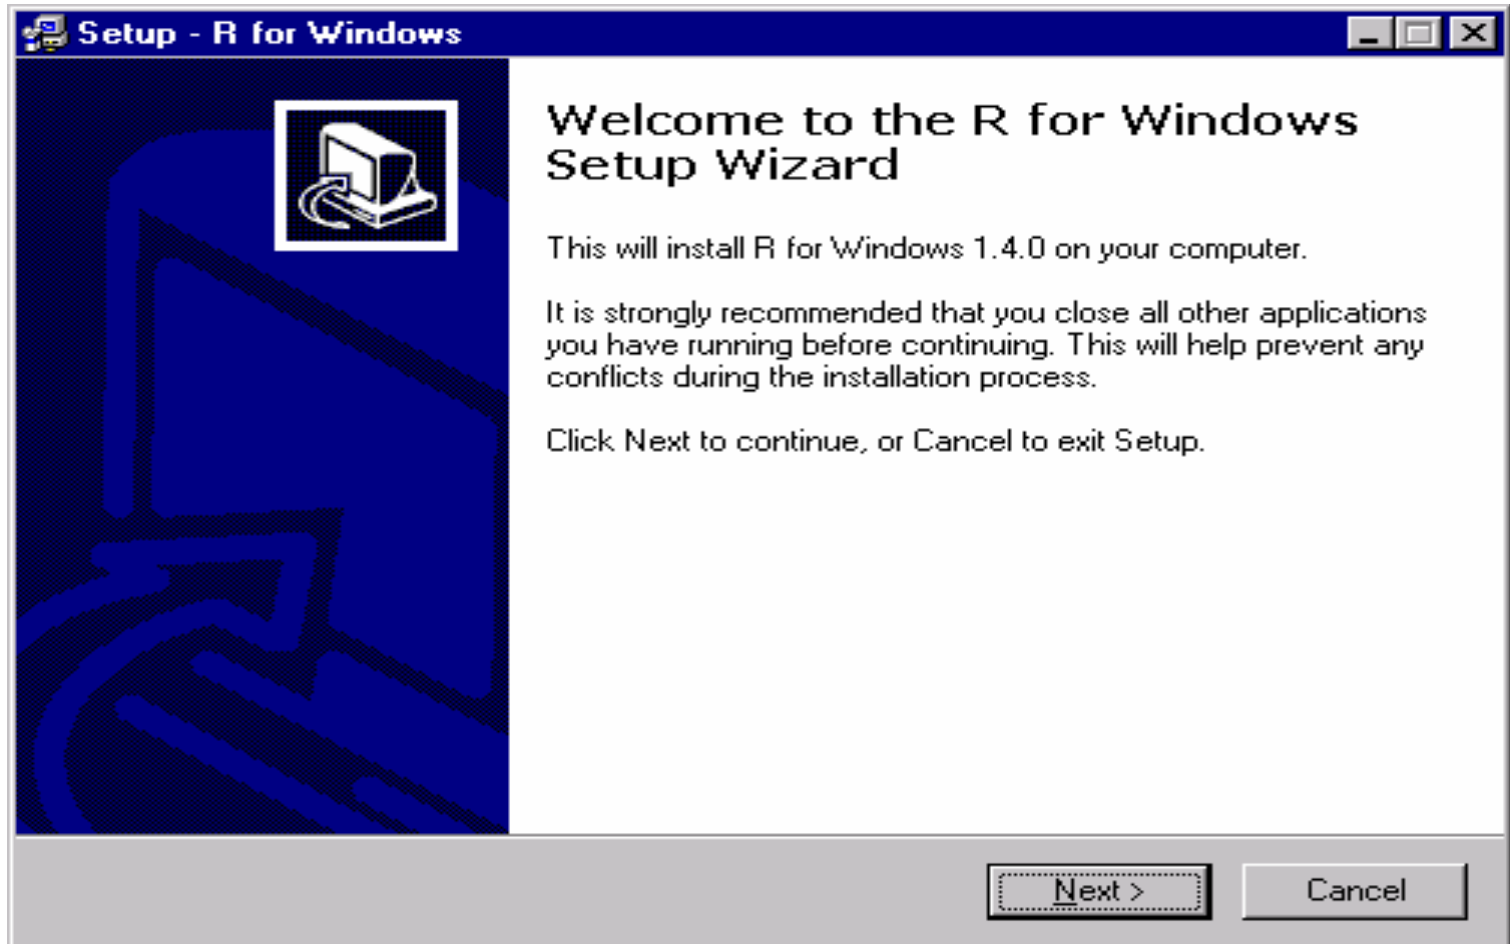 Setup - R for Windows
Welcome to the R for Windows
Setup Wizard
This will install R for Windows 1.4.0 on your computer.
It is strongly recommended that you close all other applications
you have running before continuing. This will help prevent any
conflicts during the installation process.
Click Next to continue, or Cancel to exit Setup.
Next >
Cancel